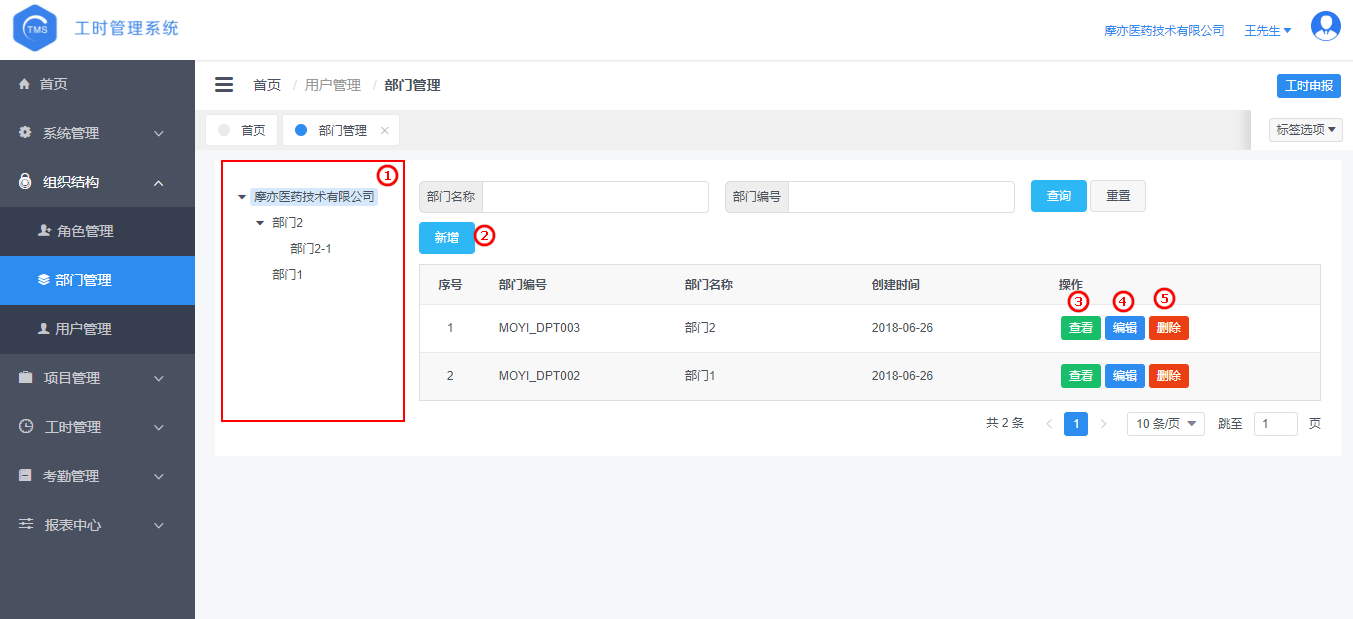 TMS 工时管理系统
摩亦医药技术有限公司 王先生
首页
系统管理
组织结构
角色管理
部门管理
用户管理
项目管理
工时管理
考勤管理
报表中心
首页 / 用户管理 / 部门管理
工时申报
首页 部门管理 ×
标签选项
①
摩亦医药技术有限公司
部门2
部门2-1
部门1
部门名称 部门编号 查询 重置
新增 ②
序号 部门编号 部门名称 创建时间 操作
③ ④ ⑤
1 MOYI_DPT003 部门2 2018-06-26 查看 编辑 删除
2 MOYI_DPT002 部门1 2018-06-26 查看 编辑 删除
共 2 条 < 1 > 10 条/页 跳至 1 页